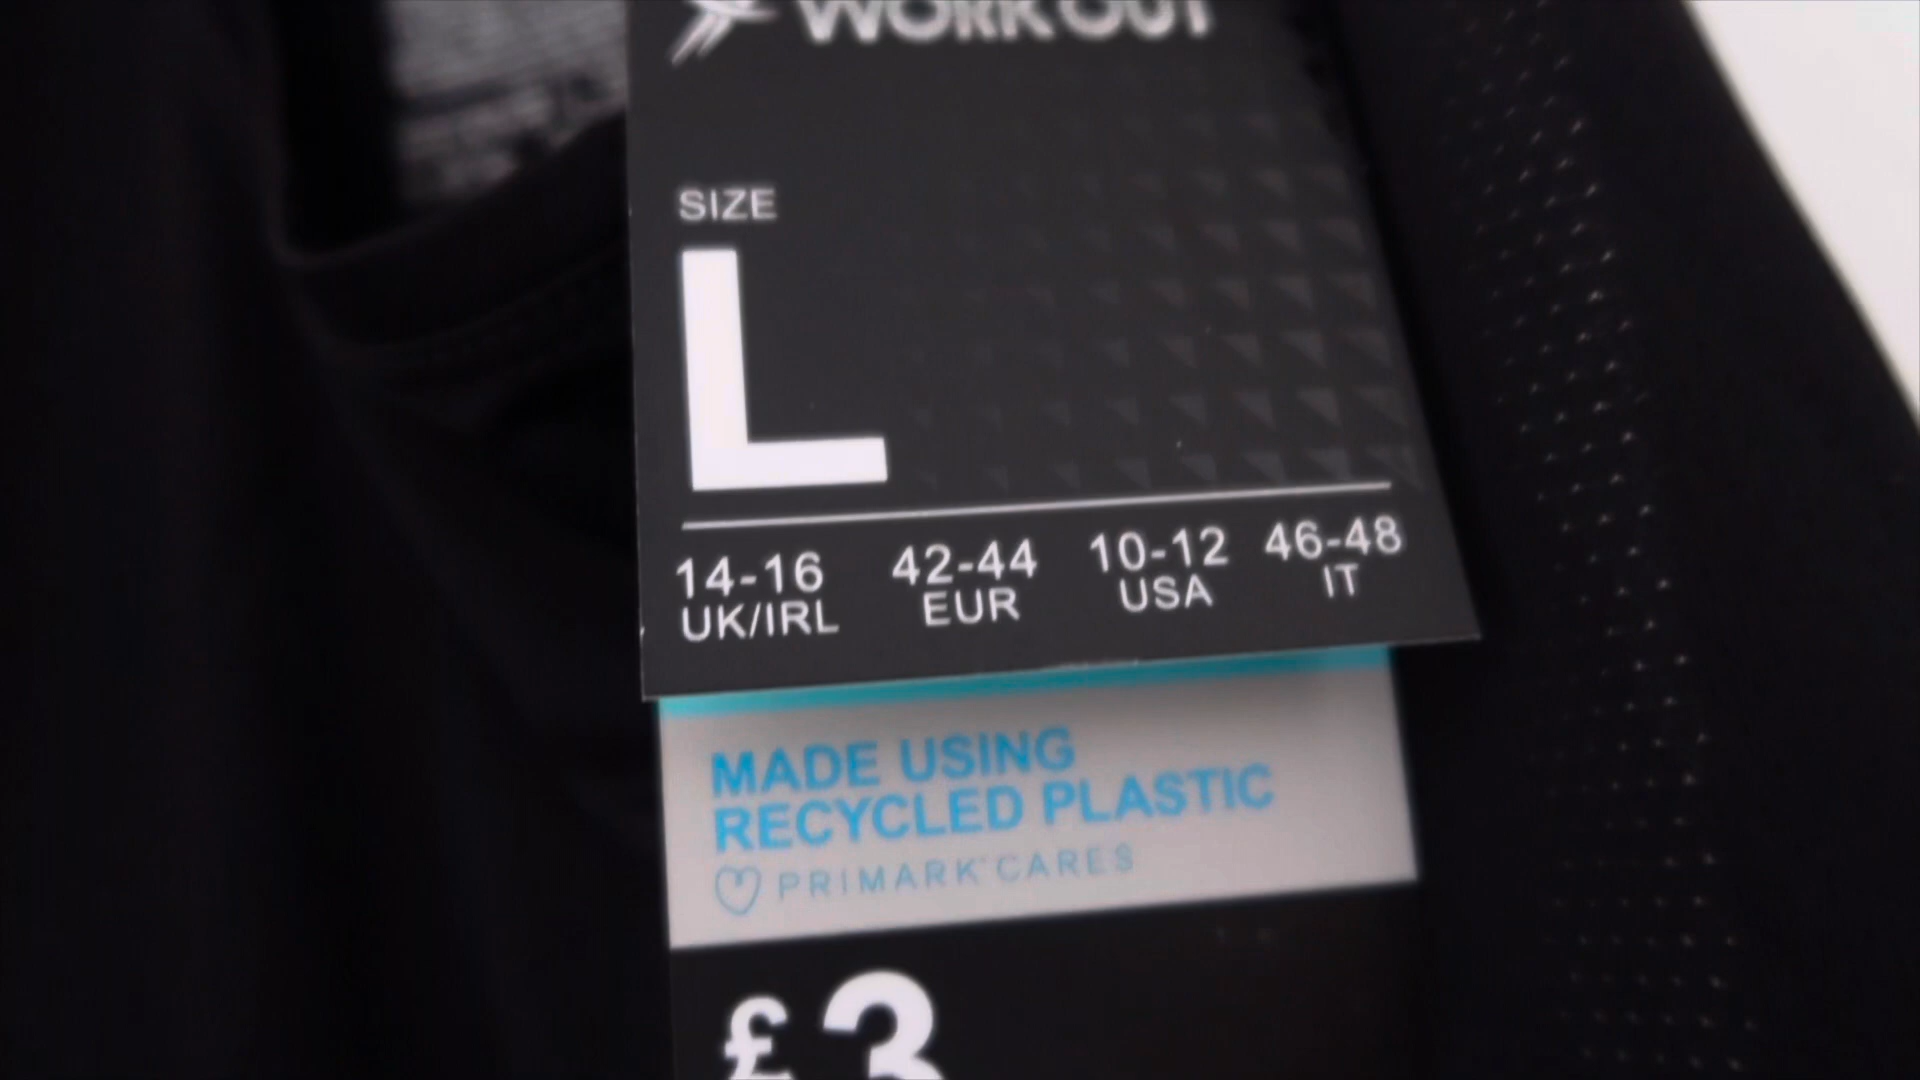 WORKOUT
SIZE
L
14-16 42-44 10-12 46-48
UK/IRL EUR USA IT
MADE USING
RECYCLED PLASTIC
PRIMARK CARES
£3